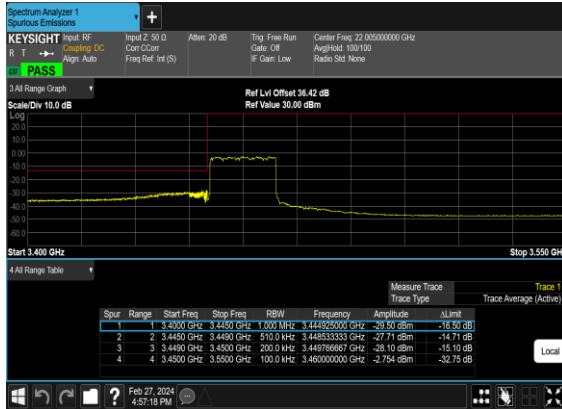 Spectrum Analyzer 1
Spurious Emissions
+
KEYSIGHT Input: RF Input Z: 50 Ω Atten: 20 dB Trig: Free Run Center Freq: 22.005000000 GHz
R T Coupling: DC Corr CCorr Gate: Off Avg|Hold: 100/100
Align: Auto Freq Ref: Int (S) IF Gain: Low Radio Std: None
PASS
3 All Range Graph
Ref Lvl Offset 36.42 dB
Scale/Div 10.0 dB Ref Value 30.00 dBm
Log
20.0
10.0
0.00
-10.0
-20.0
-30.0
-40.0
-50.0
-60.0
Start 3.400 GHz Stop 3.550 GHz
4 All Range Table
Measure Trace Trace 1
Trace Type Trace Average (Active)
Spur Range Start Freq Stop Freq RBW Frequency Amplitude ΔLimit
1 1 3.4000 GHz 3.4450 GHz 1.000 MHz 3.444925000 GHz -29.50 dBm -16.50 dB
2 2 3.4450 GHz 3.4490 GHz 510.0 kHz 3.448533333 GHz -27.71 dBm -14.71 dB
3 3 3.4490 GHz 3.4500 GHz 200.0 kHz 3.449766667 GHz -28.10 dBm -15.10 dB
4 4 3.4500 GHz 3.5500 GHz 100.0 kHz 3.460000000 GHz -2.754 dBm -32.75 dB
Local
?
Feb 27, 2024
4:57:18 PM